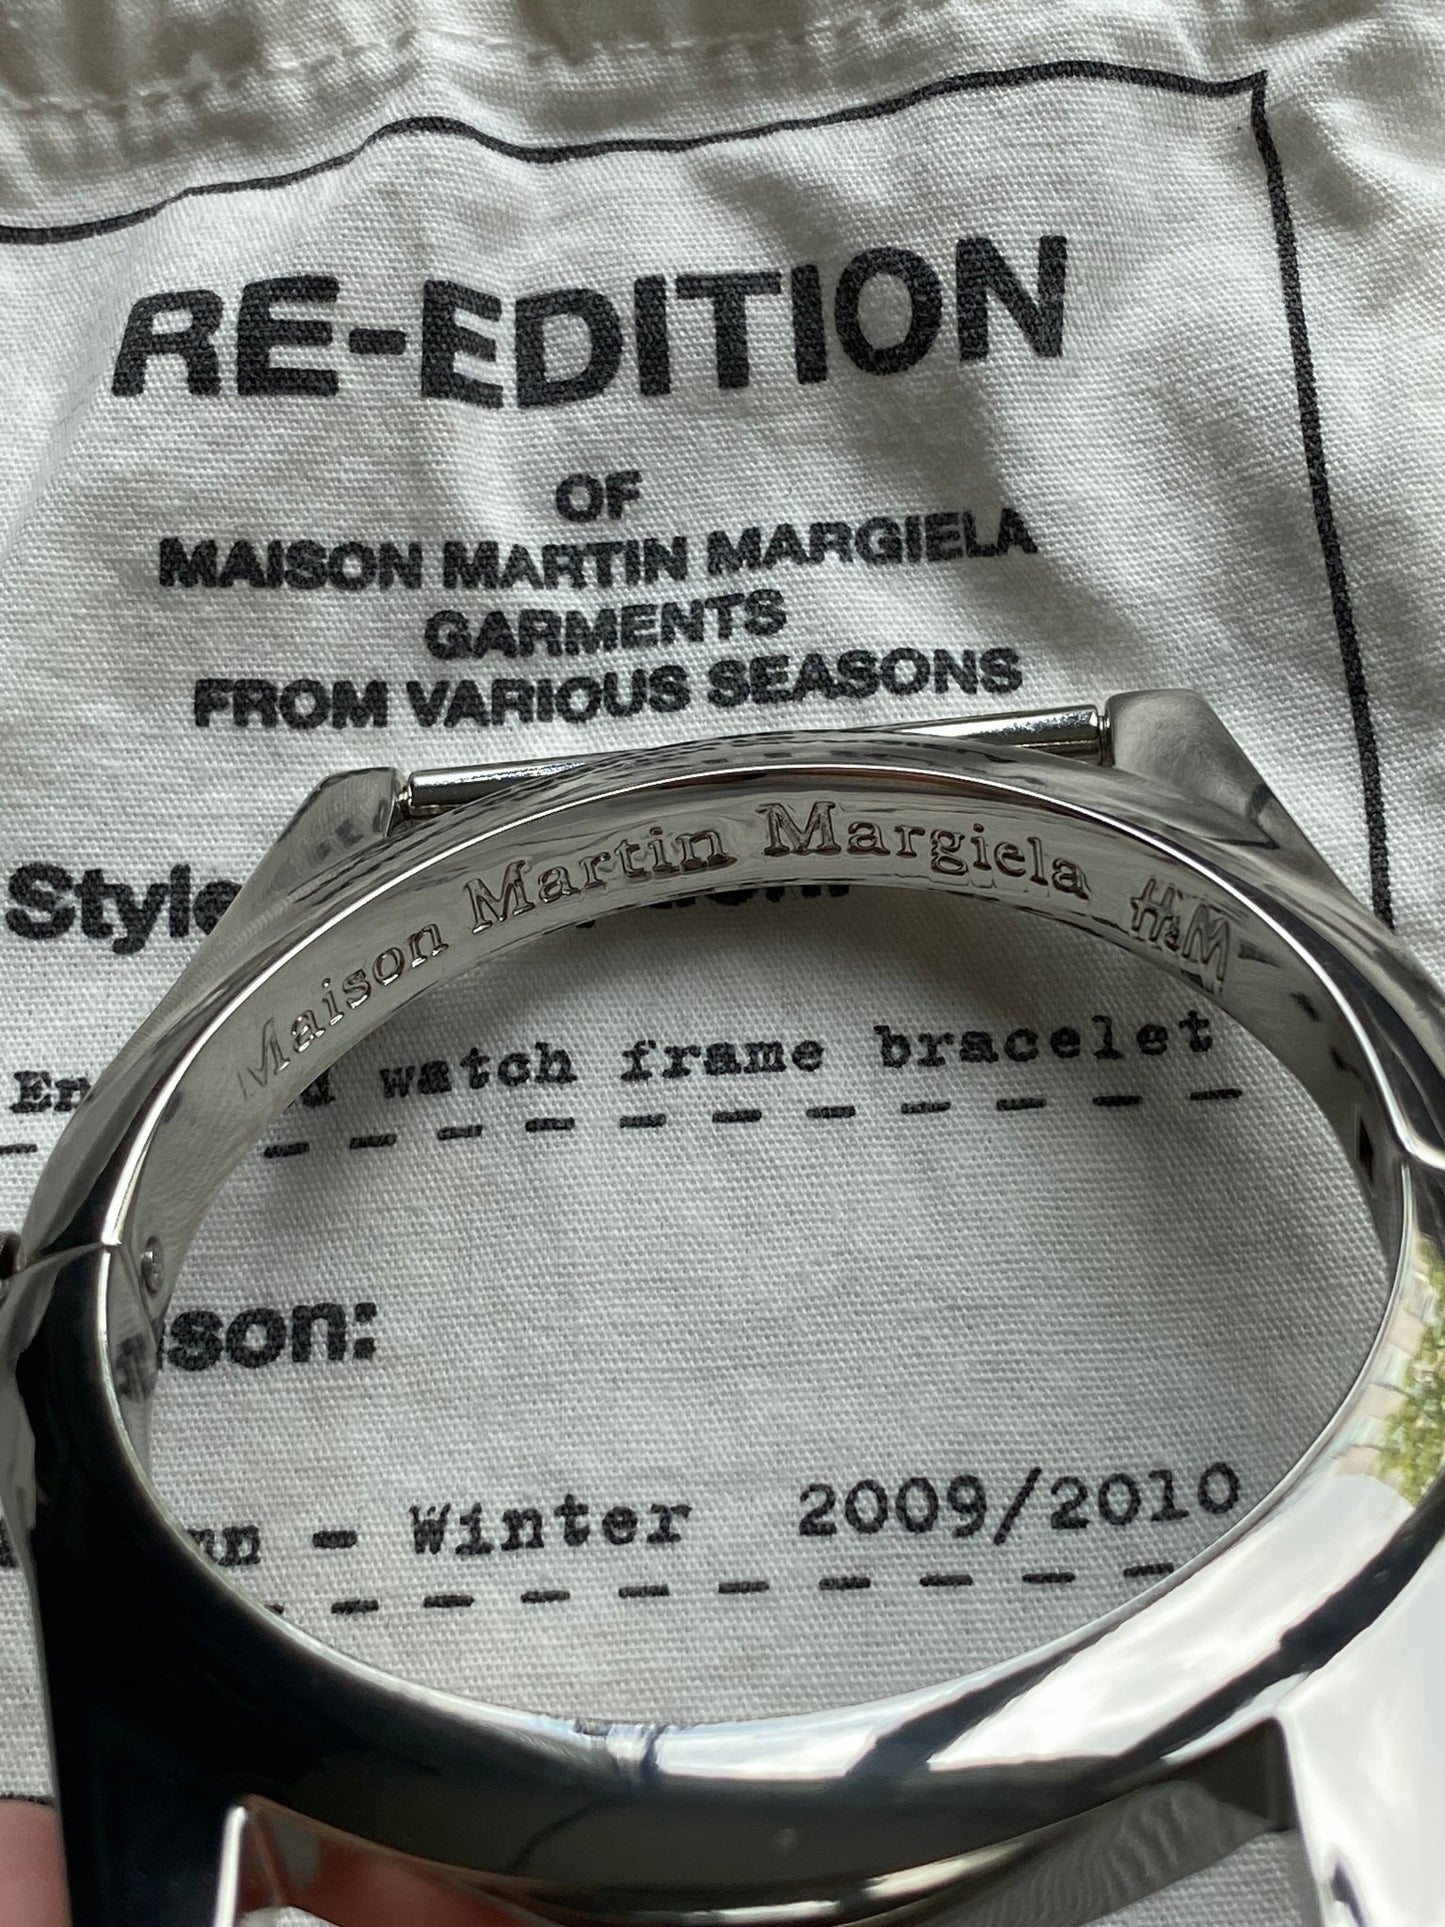 RE-EDITION
OF
MAISON MARTIN MARGIELA
GARMENTS
FROM VARIOUS SEASONS
Maison Martin Margiela H&M
Style
watch frame bracelet
- Winter 2009/2010